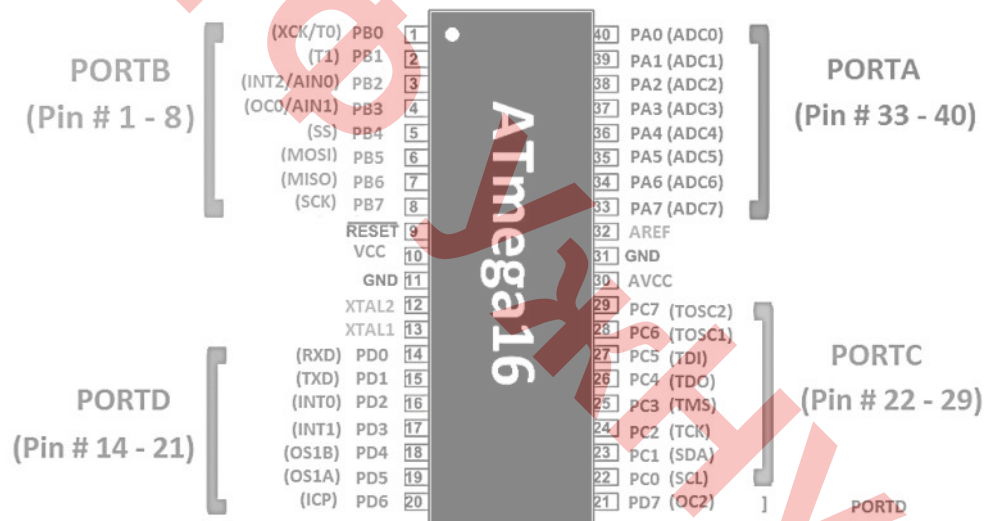 PORTB
(Pin # 1 - 8)
(XCK/T0) PB0 1
(T1) PB1 2
(INT2/AIN0) PB2 3
(OC0/AIN1) PB3 4
(SS) PB4 5
(MOSI) PB5 6
(MISO) PB6 7
(SCK) PB7 8
RESET 9
VCC 10
GND 11
XTAL2 12
XTAL1 13
PORTD
(Pin # 14 - 21)
(RXD) PD0 14
(TXD) PD1 15
(INT0) PD2 16
(INT1) PD3 17
(OS1B) PD4 18
(OS1A) PD5 19
(ICP) PD6 20
ATmega16
40 PA0 (ADC0)
39 PA1 (ADC1)
38 PA2 (ADC2)
37 PA3 (ADC3)
36 PA4 (ADC4)
35 PA5 (ADC5)
34 PA6 (ADC6)
33 PA7 (ADC7)
PORTA
(Pin # 33 - 40)
32 AREF
31 GND
30 AVCC
29 PC7 (TOSC2)
28 PC6 (TOSC1)
27 PC5 (TDI)
26 PC4 (TDO)
25 PC3 (TMS)
24 PC2 (TCK)
23 PC1 (SDA)
22 PC0 (SCL)
PORTC
(Pin # 22 - 29)
21 PD7 (OC2) ] PORTD